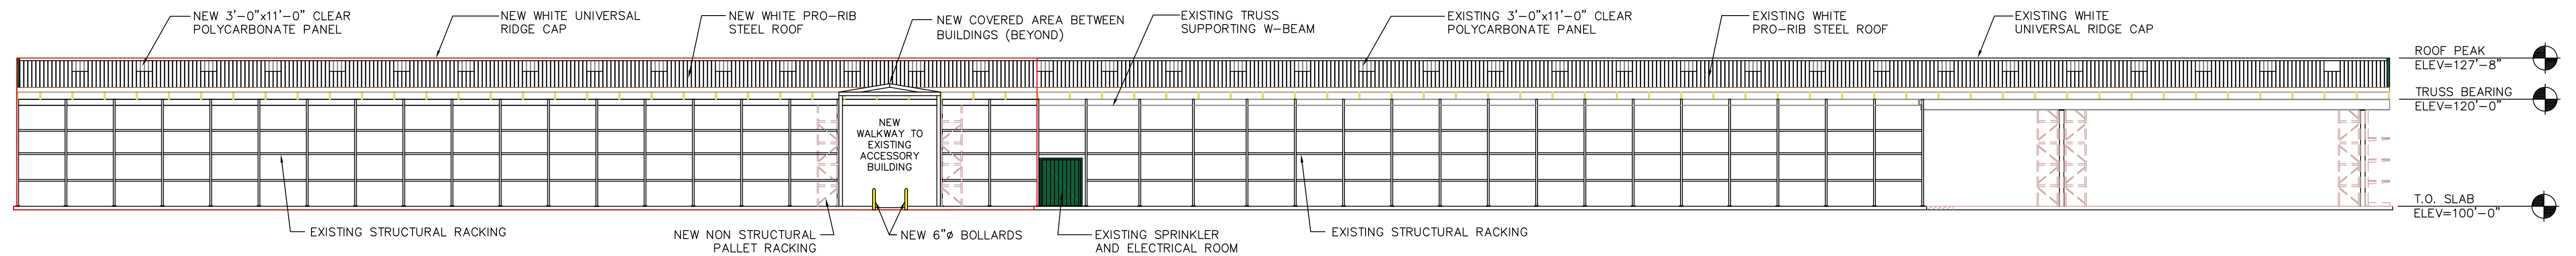 NEW 3'-0"x11'-0" CLEAR
POLYCARBONATE PANEL
NEW WHITE UNIVERSAL
RIDGE CAP
NEW WHITE PRO-RIB
STEEL ROOF
NEW COVERED AREA BETWEEN
BUILDINGS (BEYOND)
EXISTING TRUSS
SUPPORTING W-BEAM
EXISTING 3'-0"x11'-0" CLEAR
POLYCARBONATE PANEL
EXISTING WHITE
PRO-RIB STEEL ROOF
EXISTING WHITE
UNIVERSAL RIDGE CAP
ROOF PEAK
ELEV=127'-8"
TRUSS BEARING
ELEV=120'-0"
NEW
WALKWAY TO
EXISTING
ACCESSORY
BUILDING
T.O. SLAB
ELEV=100'-0"
EXISTING STRUCTURAL RACKING
NEW NON STRUCTURAL
PALLET RACKING
NEW 6"ø BOLLARDS
EXISTING SPRINKLER
AND ELECTRICAL ROOM
EXISTING STRUCTURAL RACKING